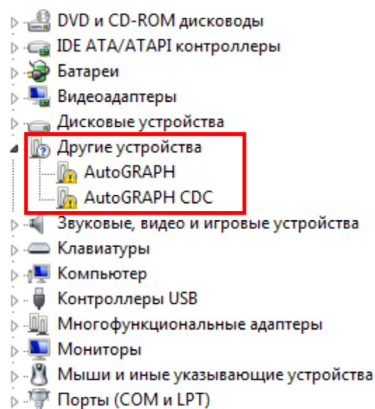 DVD и CD-ROM дисководы
IDE ATA/ATAPI контроллеры
Батареи
Видеоадаптеры
Дисковые устройства
Другие устройства
AutoGRAPH
AutoGRAPH CDC
Звуковые, видео и игровые устройства
Клавиатуры
Компьютер
Контроллеры USB
Многофункциональные адаптеры
Мониторы
Мыши и иные указывающие устройства
Порты (COM и LPT)